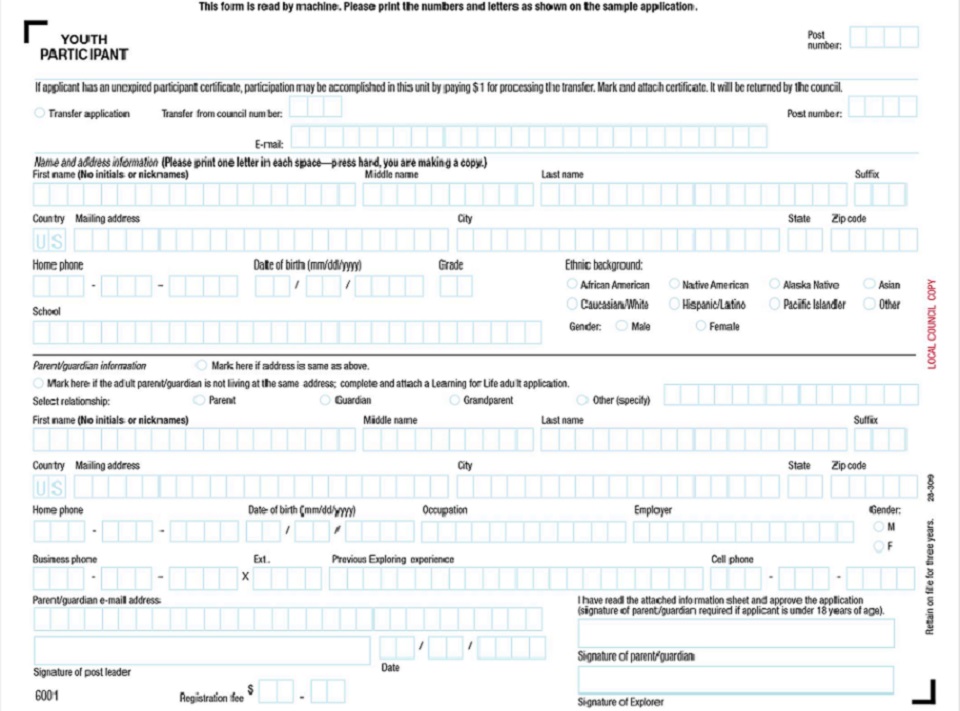 This form is read by machine. Please print the numbers and letters as shown on the sample application.
YOUTH
PARTICIPANT
Post
number:
If applicant has an unexpired participant certificate, participation may be accomplished in this unit by paying $1 for processing the transfer. Mark and attach certificate. It will be returned by the council.
Transfer application Transfer from council number: Post number:
E-mail:
Name and address information (Please print one letter in each space—press hard, you are making a copy.)
First name (No initials or nicknames) Middle name Last name Suffix
Country Mailing address City State Zip code
US
Home phone Date of birth (mm/dd/yyyy) Grade Ethnic background:
- - / / African American Native American Alaska Native Asian
Caucasian/White Hispanic/Latino Pacific Islander Other
School
Gender: Male Female
Parent/guardian information Mark here if address is same as above.
Mark here if the adult parent/guardian is not living at the same address; complete and attach a Learning for Life adult application.
Select relationship: Parent Guardian Grandparent Other (specify)
First name (No initials or nicknames) Middle name Last name Suffix
Country Mailing address City State Zip code
US
Home phone Date of birth (mm/dd/yyyy) Occupation Employer Gender:
- - / / M
F
Business phone Ext. Previous Exploring experience Cell phone
- - X - -
Parent/guardian e-mail address
I have read the attached information sheet and approve the application
(signature of parent/guardian required if applicant is under 18 years of age).
/ /
Signature of post leader Date
Signature of parent/guardian
6001 Registration fee $ .
Signature of Explorer
LOCAL COUNCIL COPY
Retain on file for three years. 28-309